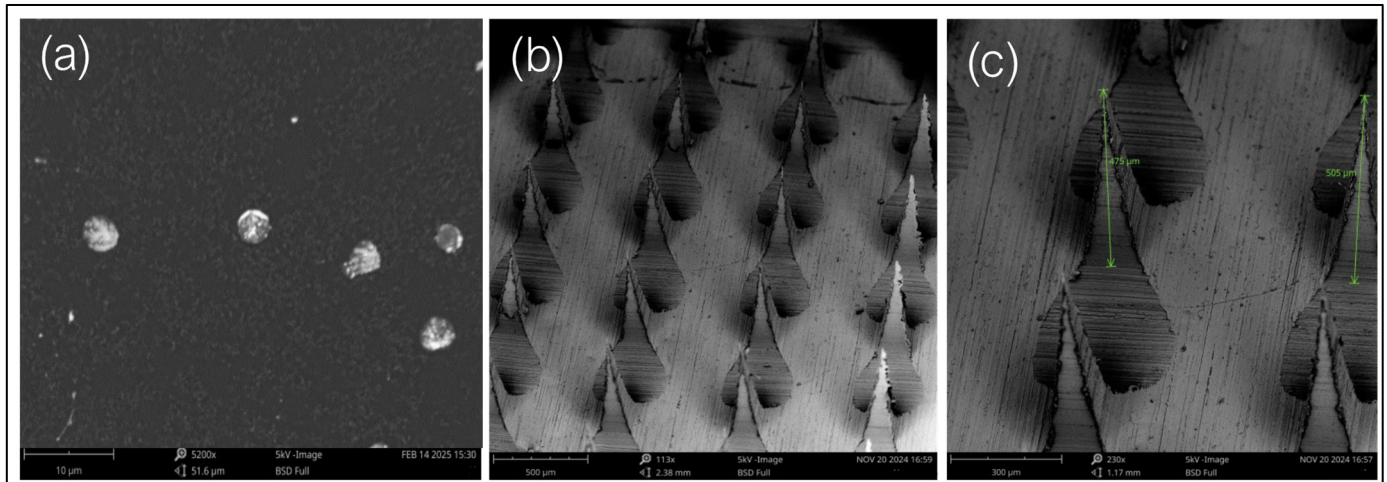 (a)
(b)
(c)
475 µm
505 µm
10 µm
5200x
51.6 µm
5kV -Image
BSD Full
FEB 14 2025 15:30
500 µm
113x
2.38 mm
5kV -Image
BSD Full
NOV 20 2024 16:59
300 µm
230x
1.17 mm
5kV -Image
BSD Full
NOV 20 2024 16:57